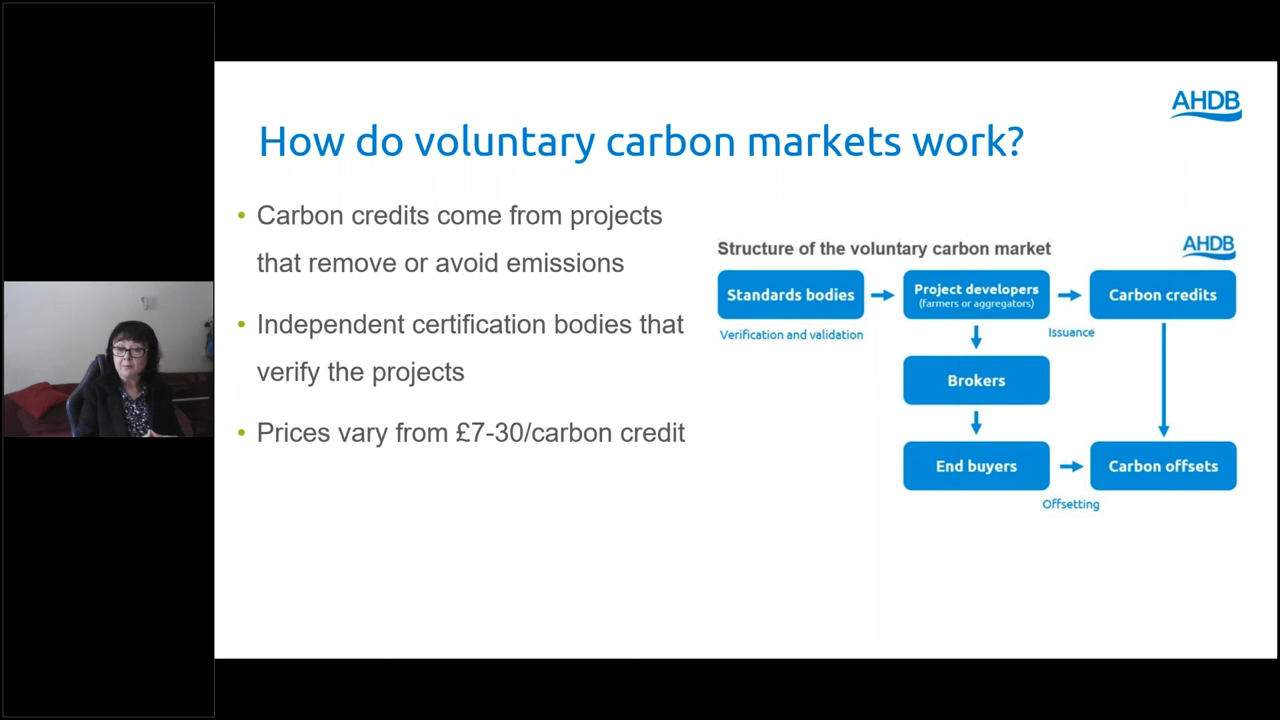 AHDB
How do voluntary carbon markets work?
• Carbon credits come from projects
that remove or avoid emissions
• Independent certification bodies that
verify the projects
• Prices vary from £7-30/carbon credit
Structure of the voluntary carbon market
AHDB
Standards bodies
Project developers
(farmers or aggregators)
Carbon credits
Verification and validation
Issuance
Brokers
End buyers
Carbon offsets
Offsetting